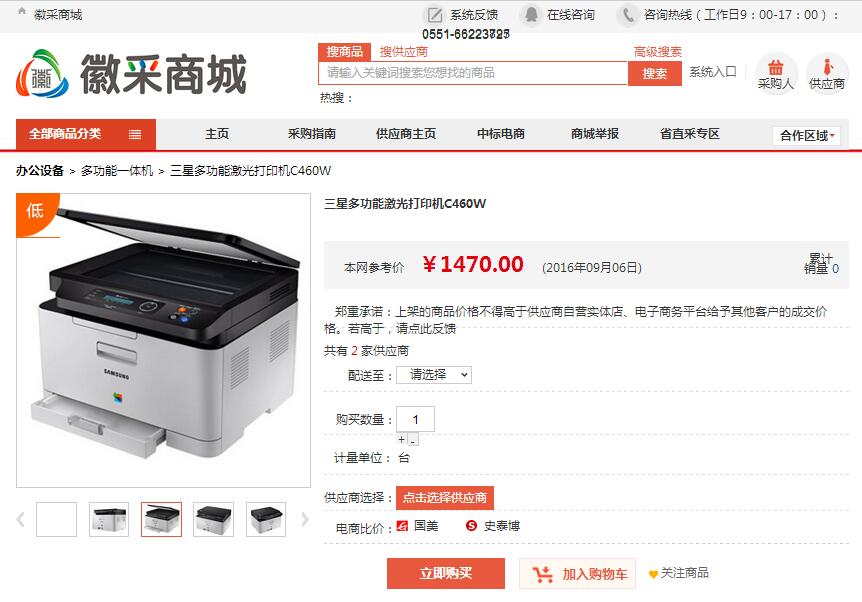 徽采商城
系统反馈
在线咨询
咨询热线（工作日9：00-17：00）：
徽采商城
搜商品 搜供应商 高级搜索
请输入关键词搜索您想找的商品 搜索
系统入口
采购人
供应商
热搜：
全部商品分类
主页
采购指南
供应商主页
中标电商
商城举报
省直采专区
合作区域
办公设备 > 多功能一体机 > 三星多功能激光打印机C460W
低
三星多功能激光打印机C460W
本网参考价 ￥1470.00 (2016年09月06日)
累计
销量 0
郑重承诺：上架的商品价格不得高于供应商自营实体店、电子商务平台给予其他客户的成交价
格。若高于，请点此反馈
共有 2 家供应商
配送至： 请选择
购买数量： 1
+ -
计量单位： 台
供应商选择： 点击选择供应商
电商比价： 国美 史泰博
立即购买 加入购物车 关注商品
SAMSUNG